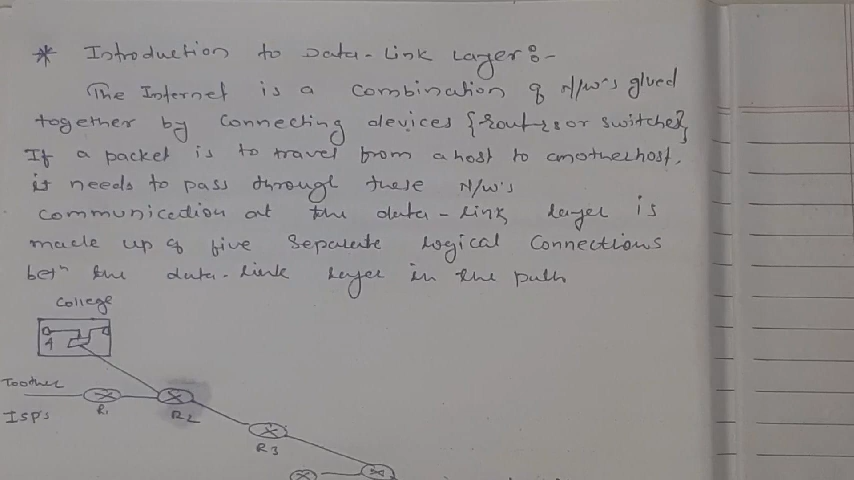 * Introduction to Data-Link Layer:-
The Internet is a combination of N/w's glued
together by connecting devices {routers or switches}
If a packet is to travel from a host to another host,
it needs to pass through these N/w's
communication at the data-link layer is
made up of five separate logical connections
betn the data-link layer in the path
College
A
To other
ISP's
R1
R2
R3